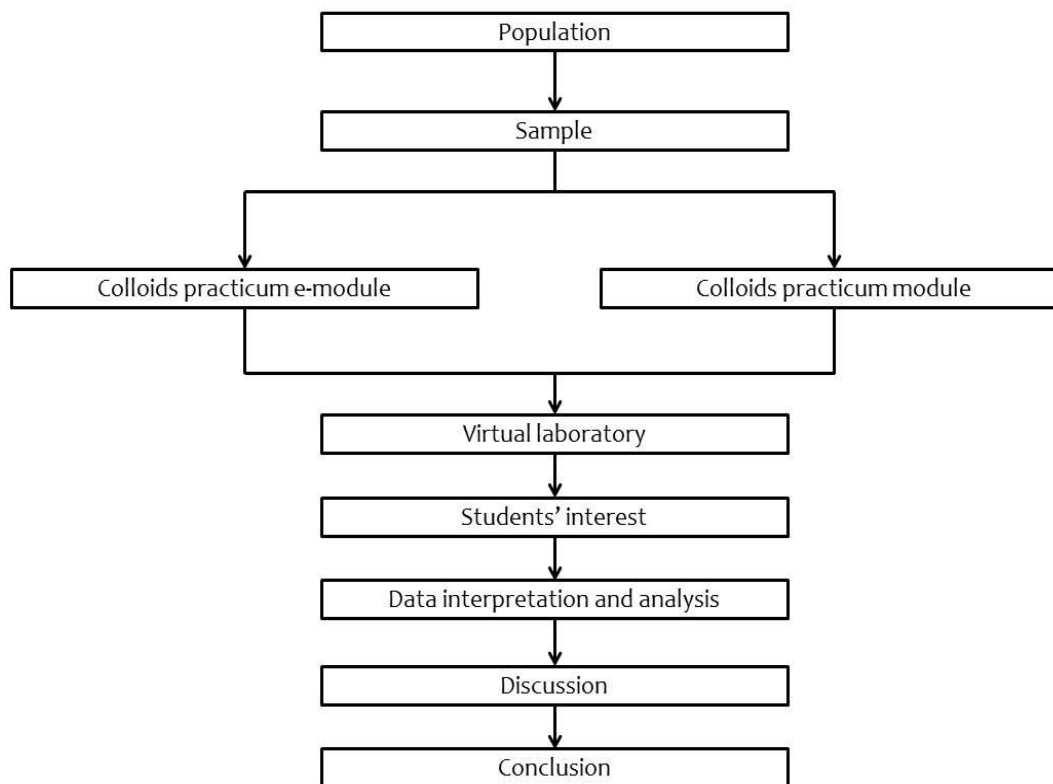 Population
Sample
Colloids practicum e-module
Colloids practicum module
Virtual laboratory
Students’ interest
Data interpretation and analysis
Discussion
Conclusion